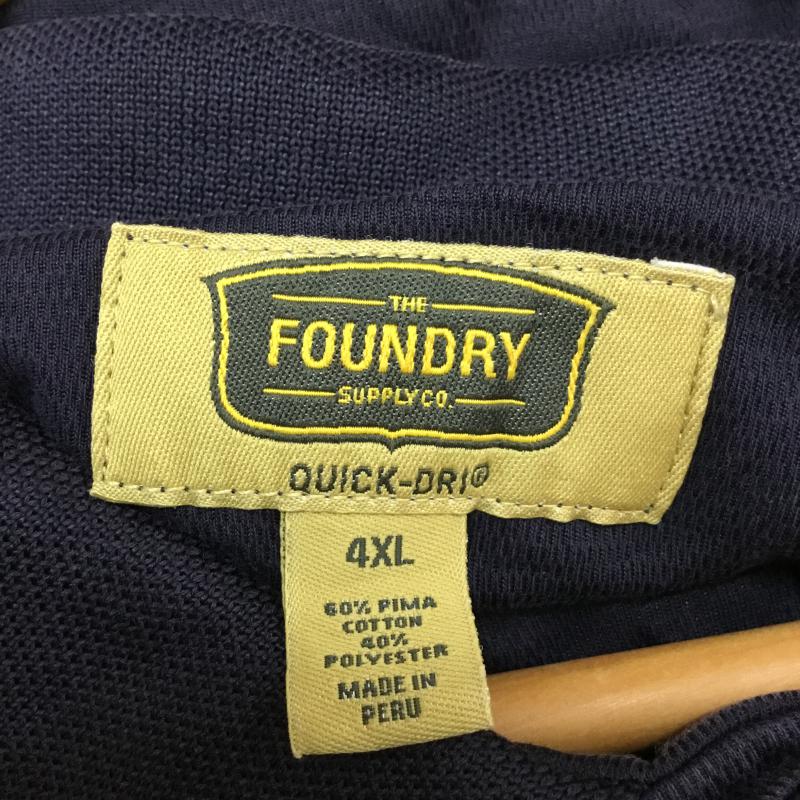 THE
FOUNDRY
SUPPLY CO.
QUICK-DRI®
4XL
60% PIMA
COTTON
40%
POLYESTER
MADE IN
PERU